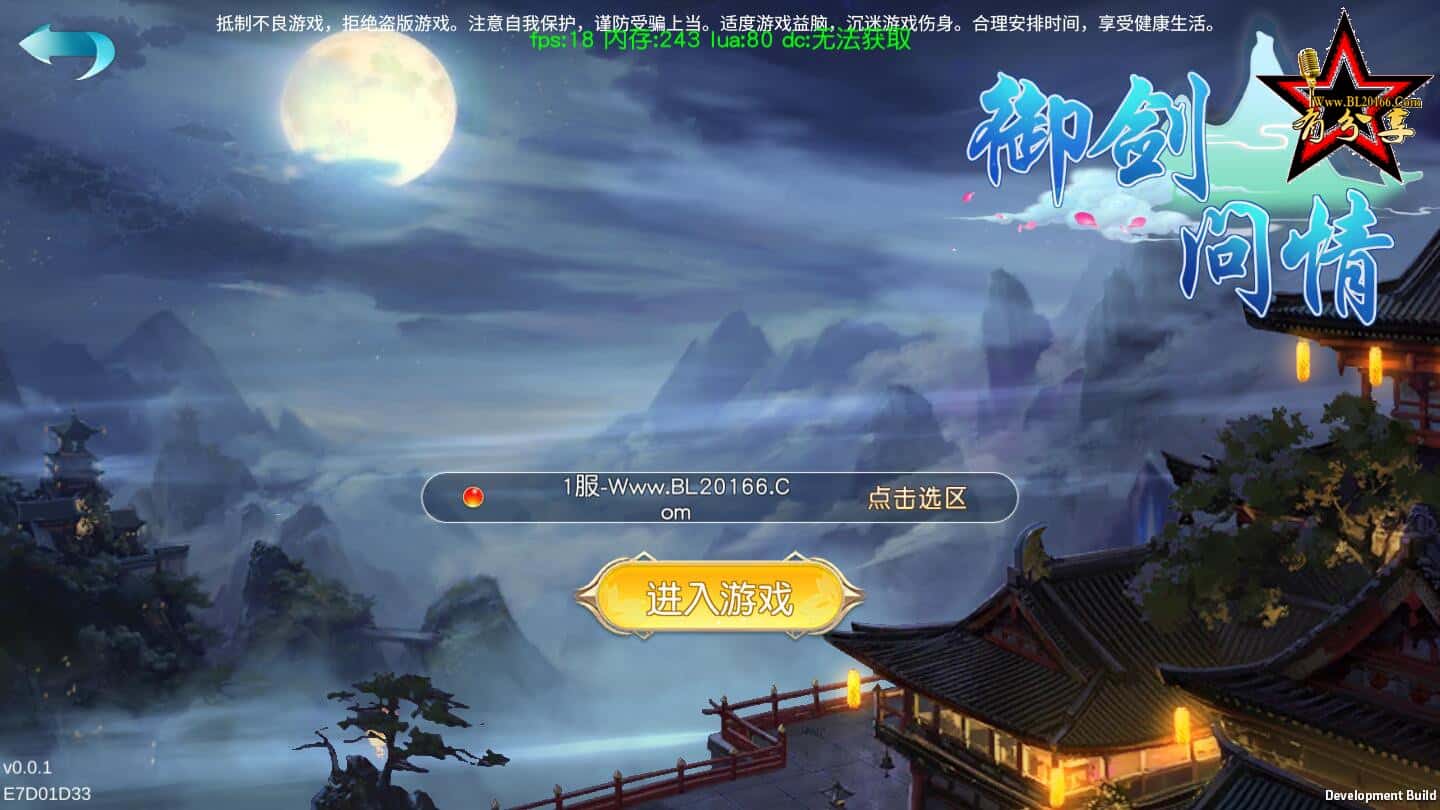 抵制不良游戏，拒绝盗版游戏。注意自我保护，谨防受骗上当。适度游戏益脑，沉迷游戏伤身。合理安排时间，享受健康生活。
fps:18 内存:243 lua:80 dc:无法获取
御剑
问情
Www.BL20166.Com
有分享
1服-Www.BL20166.C
om
点击选区
进入游戏
v0.0.1
E7D01D33
Development Build